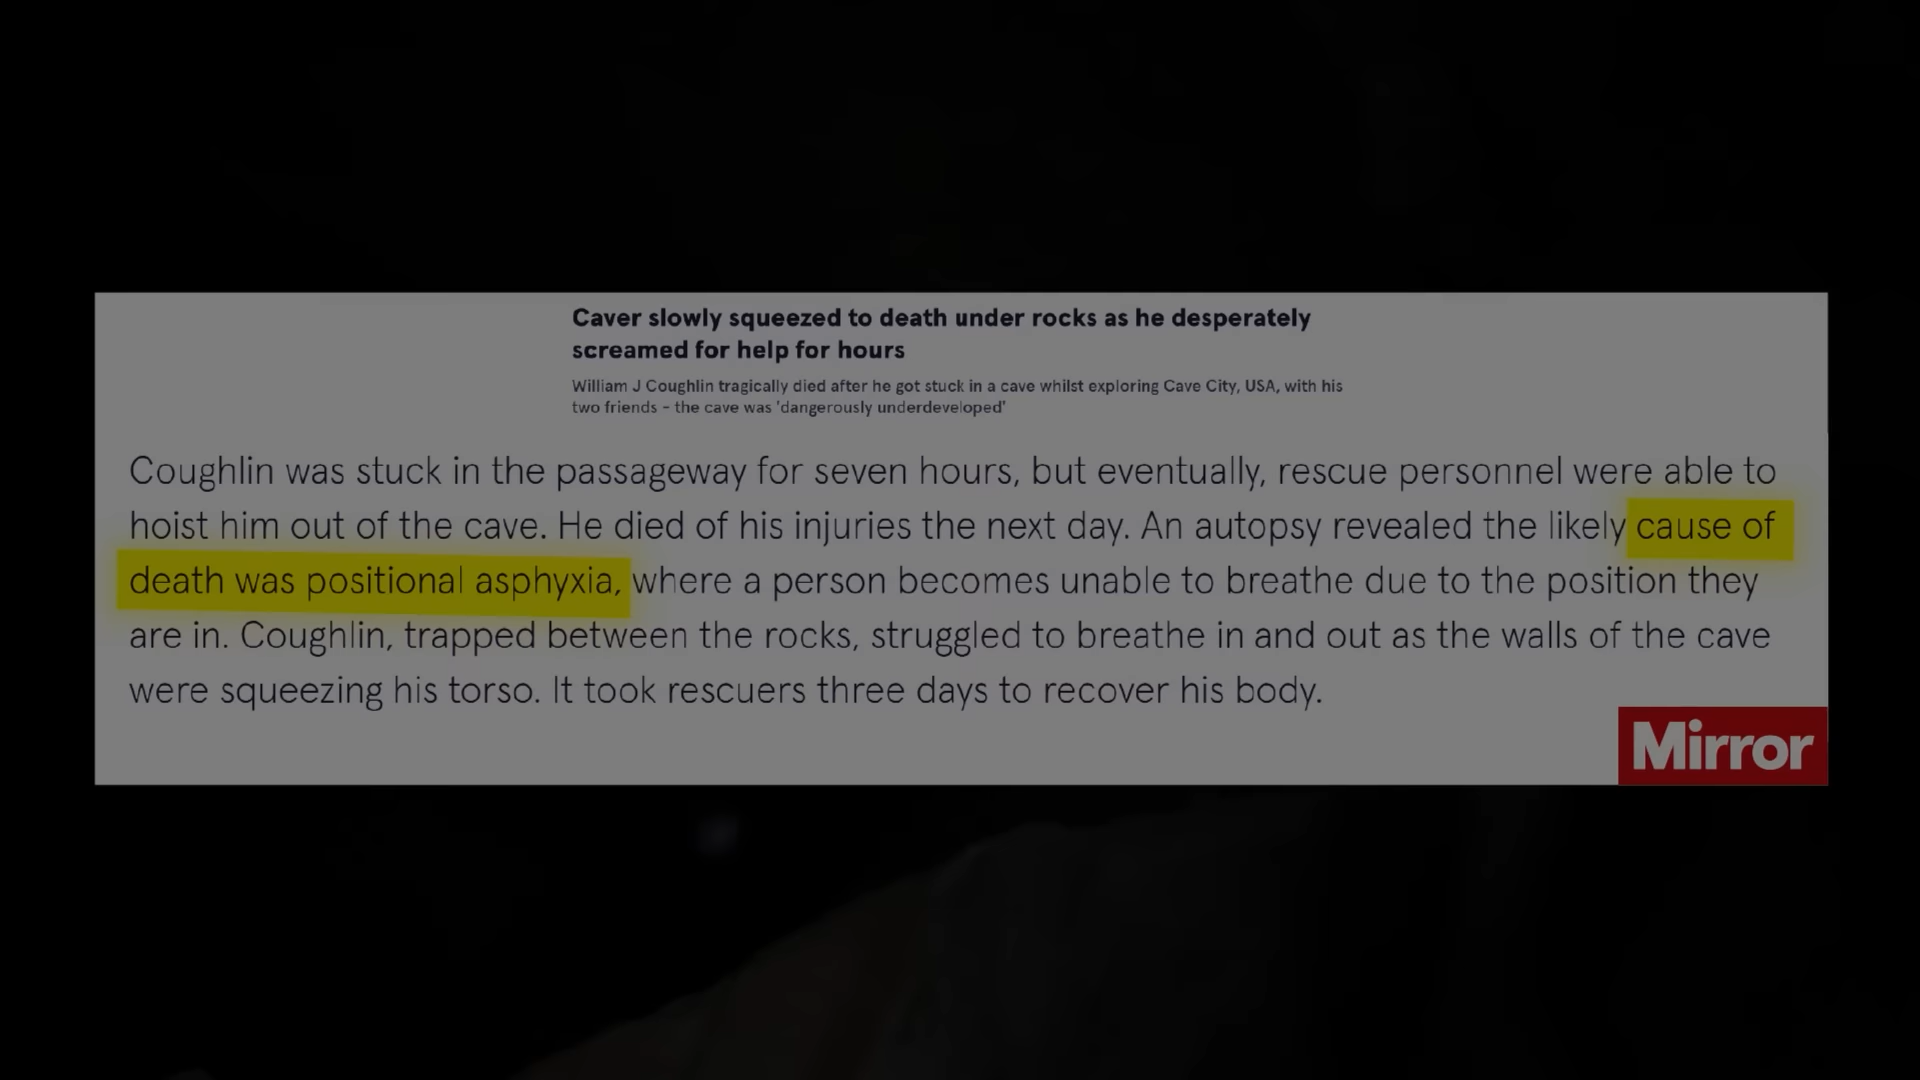 Caver slowly squeezed to death under rocks as he desperately
screamed for help for hours
William J Coughlin tragically died after he got stuck in a cave whilst exploring Cave City, USA, with his
two friends - the cave was 'dangerously underdeveloped'
Coughlin was stuck in the passageway for seven hours, but eventually, rescue personnel were able to
hoist him out of the cave. He died of his injuries the next day. An autopsy revealed the likely cause of
death was positional asphyxia, where a person becomes unable to breathe due to the position they
are in. Coughlin, trapped between the rocks, struggled to breathe in and out as the walls of the cave
were squeezing his torso. It took rescuers three days to recover his body.
Mirror